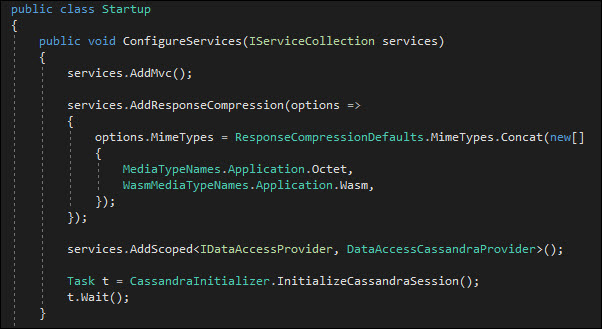 public class Startup
{
    public void ConfigureServices(IServiceCollection services)
    {
        services.AddMvc();

        services.AddResponseCompression(options =>
        {
            options.MimeTypes = ResponseCompressionDefaults.MimeTypes.Concat(new[]
            {
                MediaTypeNames.Application.Octet,
                WasmMediaTypeNames.Application.Wasm,
            });
        });

        services.AddScoped<IDataAccessProvider, DataAccessCassandraProvider>();

        Task t = CassandraInitializer.InitializeCassandraSession();
        t.Wait();
    }